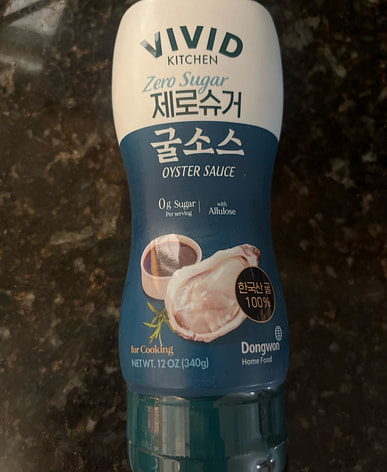 VIVID
KITCHEN
Zero Sugar
제로슈거
굴소스
OYSTER SAUCE
0g Sugar
Per serving
with
Allulose
한국산 굴
100%
for Cooking
NET WT. 12 OZ (340g)
Dongwon
Home Food